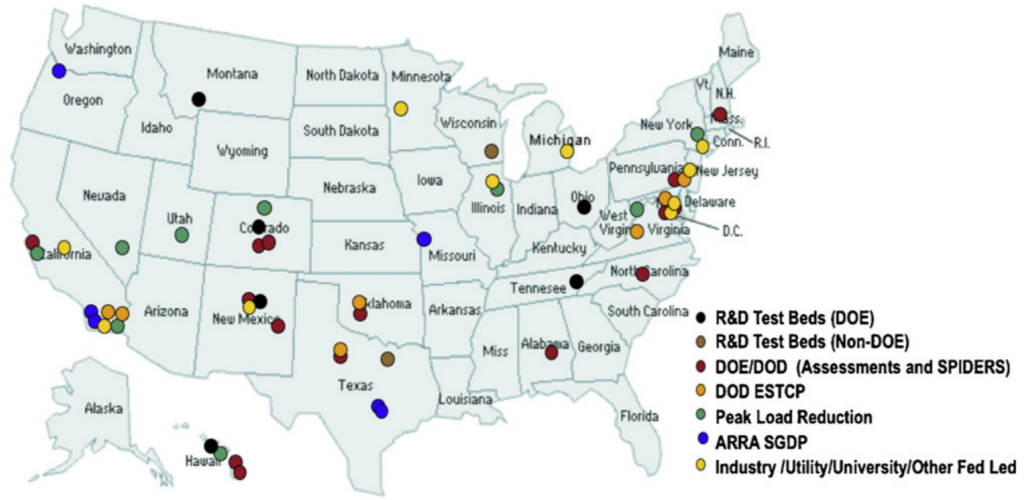 Washington
Maine
Montana
North Dakota
Minnesota
Vt.
N.H.
Oregon
Idaho
South Dakota
Wisconsin
Michigan
New York
Mass.
Conn.
R.I.
Wyoming
Pennsylvania
New Jersey
Nevada
Nebraska
Iowa
Ohio
Delaware
Utah
Colorado
Illinois
Indiana
West
Virginia
Virginia
D.C.
California
Kansas
Missouri
Kentucky
North Carolina
Tennesee
Arizona
New Mexico
Oklahoma
Arkansas
South Carolina
Miss
Alabama
Georgia
Texas
Louisiana
Florida
Alaska
Hawaii
R&D Test Beds (DOE)
R&D Test Beds (Non-DOE)
DOE/DOD (Assessments and SPIDERS)
DOD ESTCP
Peak Load Reduction
ARRA SGDP
Industry /Utility/University/Other Fed Led